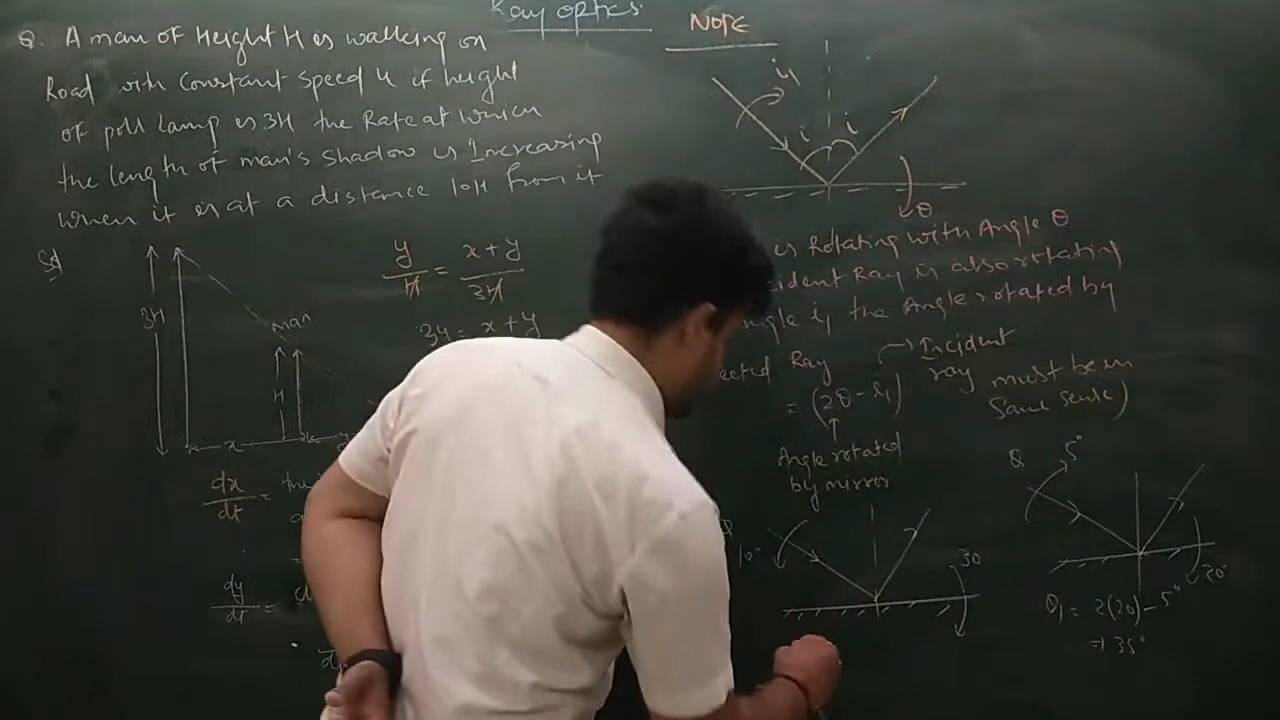 Ray optics
Q. A man of Height H is walking on
Road with Constant speed u if height
of poll Lamp is 3H the Rate at which
the length of man's shadow is Increasing
when it is at a distance 10H from it
Sol
3H
man
H
x
y/H = x+y/3H
3y = x+y
dx/dt = the
dy/dt =
NOTE
i1
i i
θ
is Rotating with Angle θ
cident Ray is also rotating
ngle i1 the Angle rotated by
ected Ray
= (2θ - i1)
Incident
ray must be in
Same sense)
Angle rotated
by mirror
10°
30
Q 5°
20°
= 2(20) - 5°
⇒ 35°